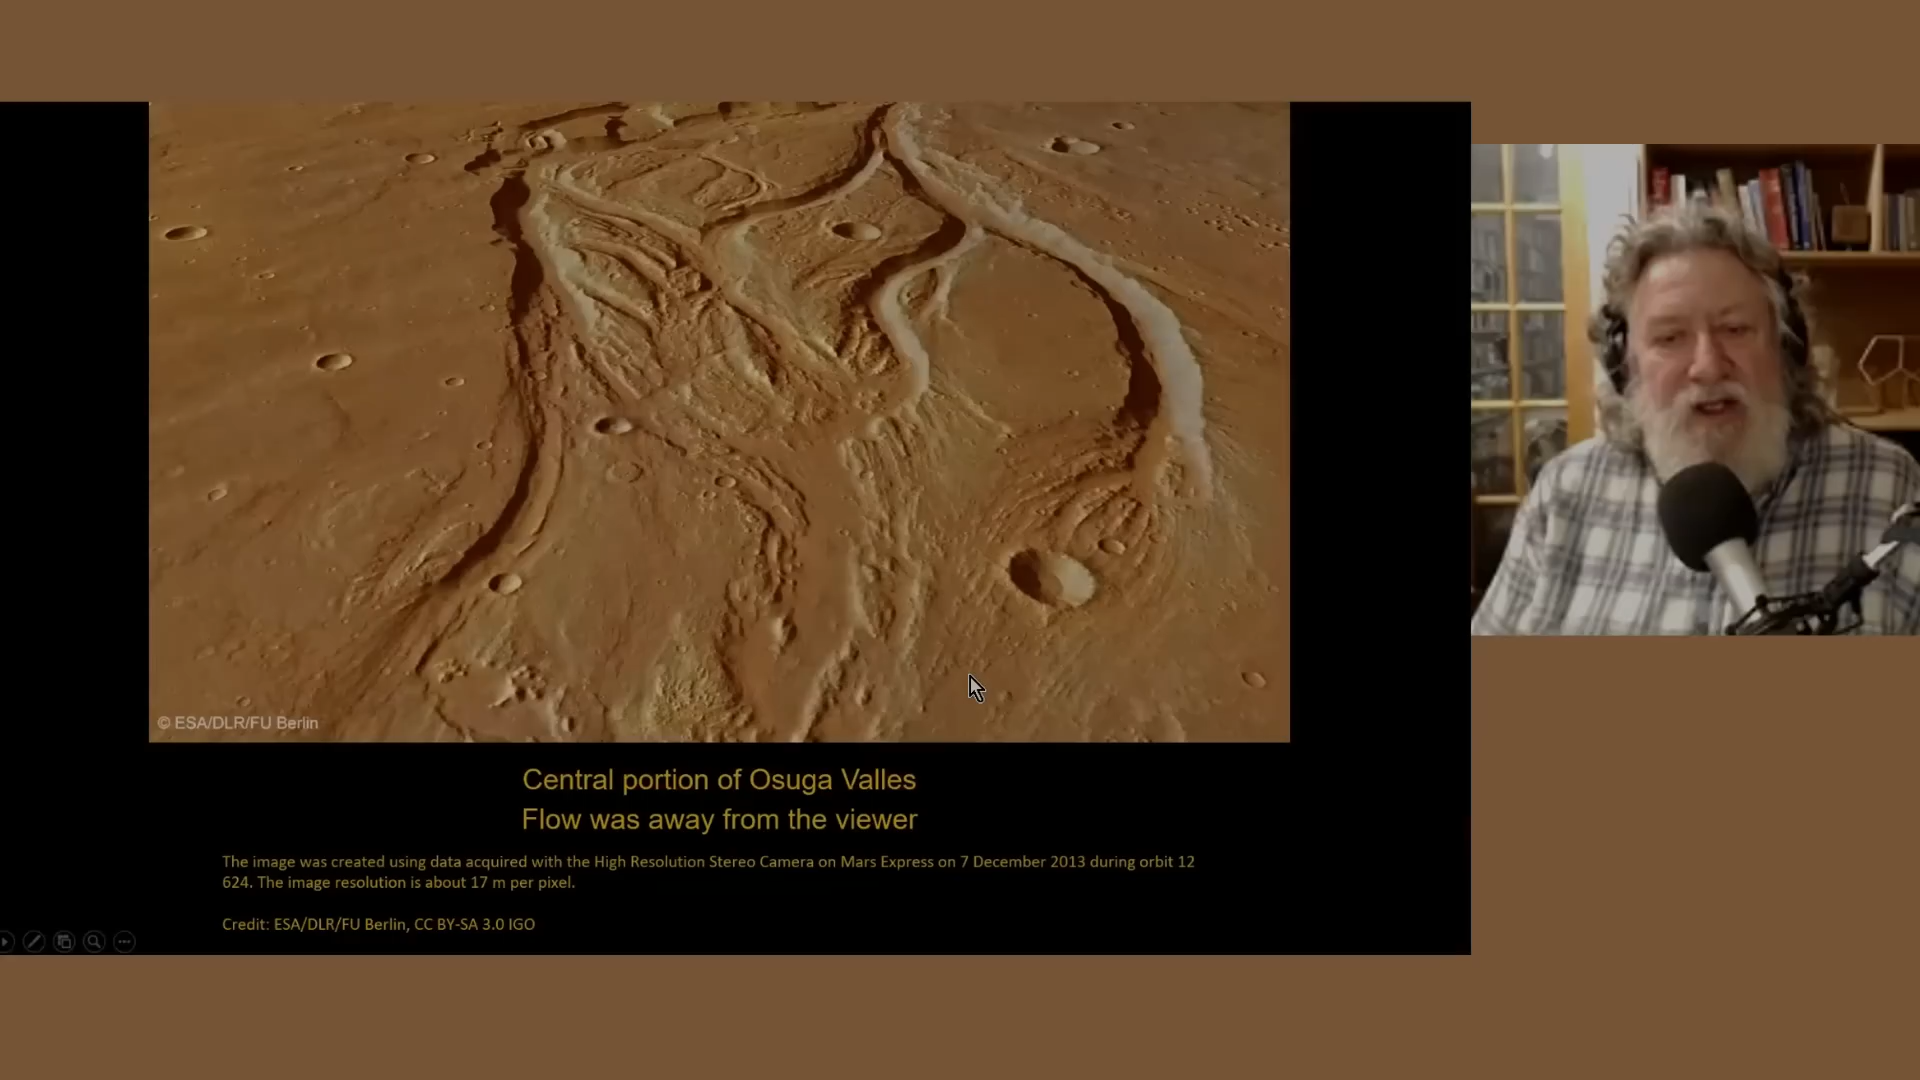 © ESA/DLR/FU Berlin
Central portion of Osuga Valles
Flow was away from the viewer
The image was created using data acquired with the High Resolution Stereo Camera on Mars Express on 7 December 2013 during orbit 12
624. The image resolution is about 17 m per pixel.
Credit: ESA/DLR/FU Berlin, CC BY-SA 3.0 IGO